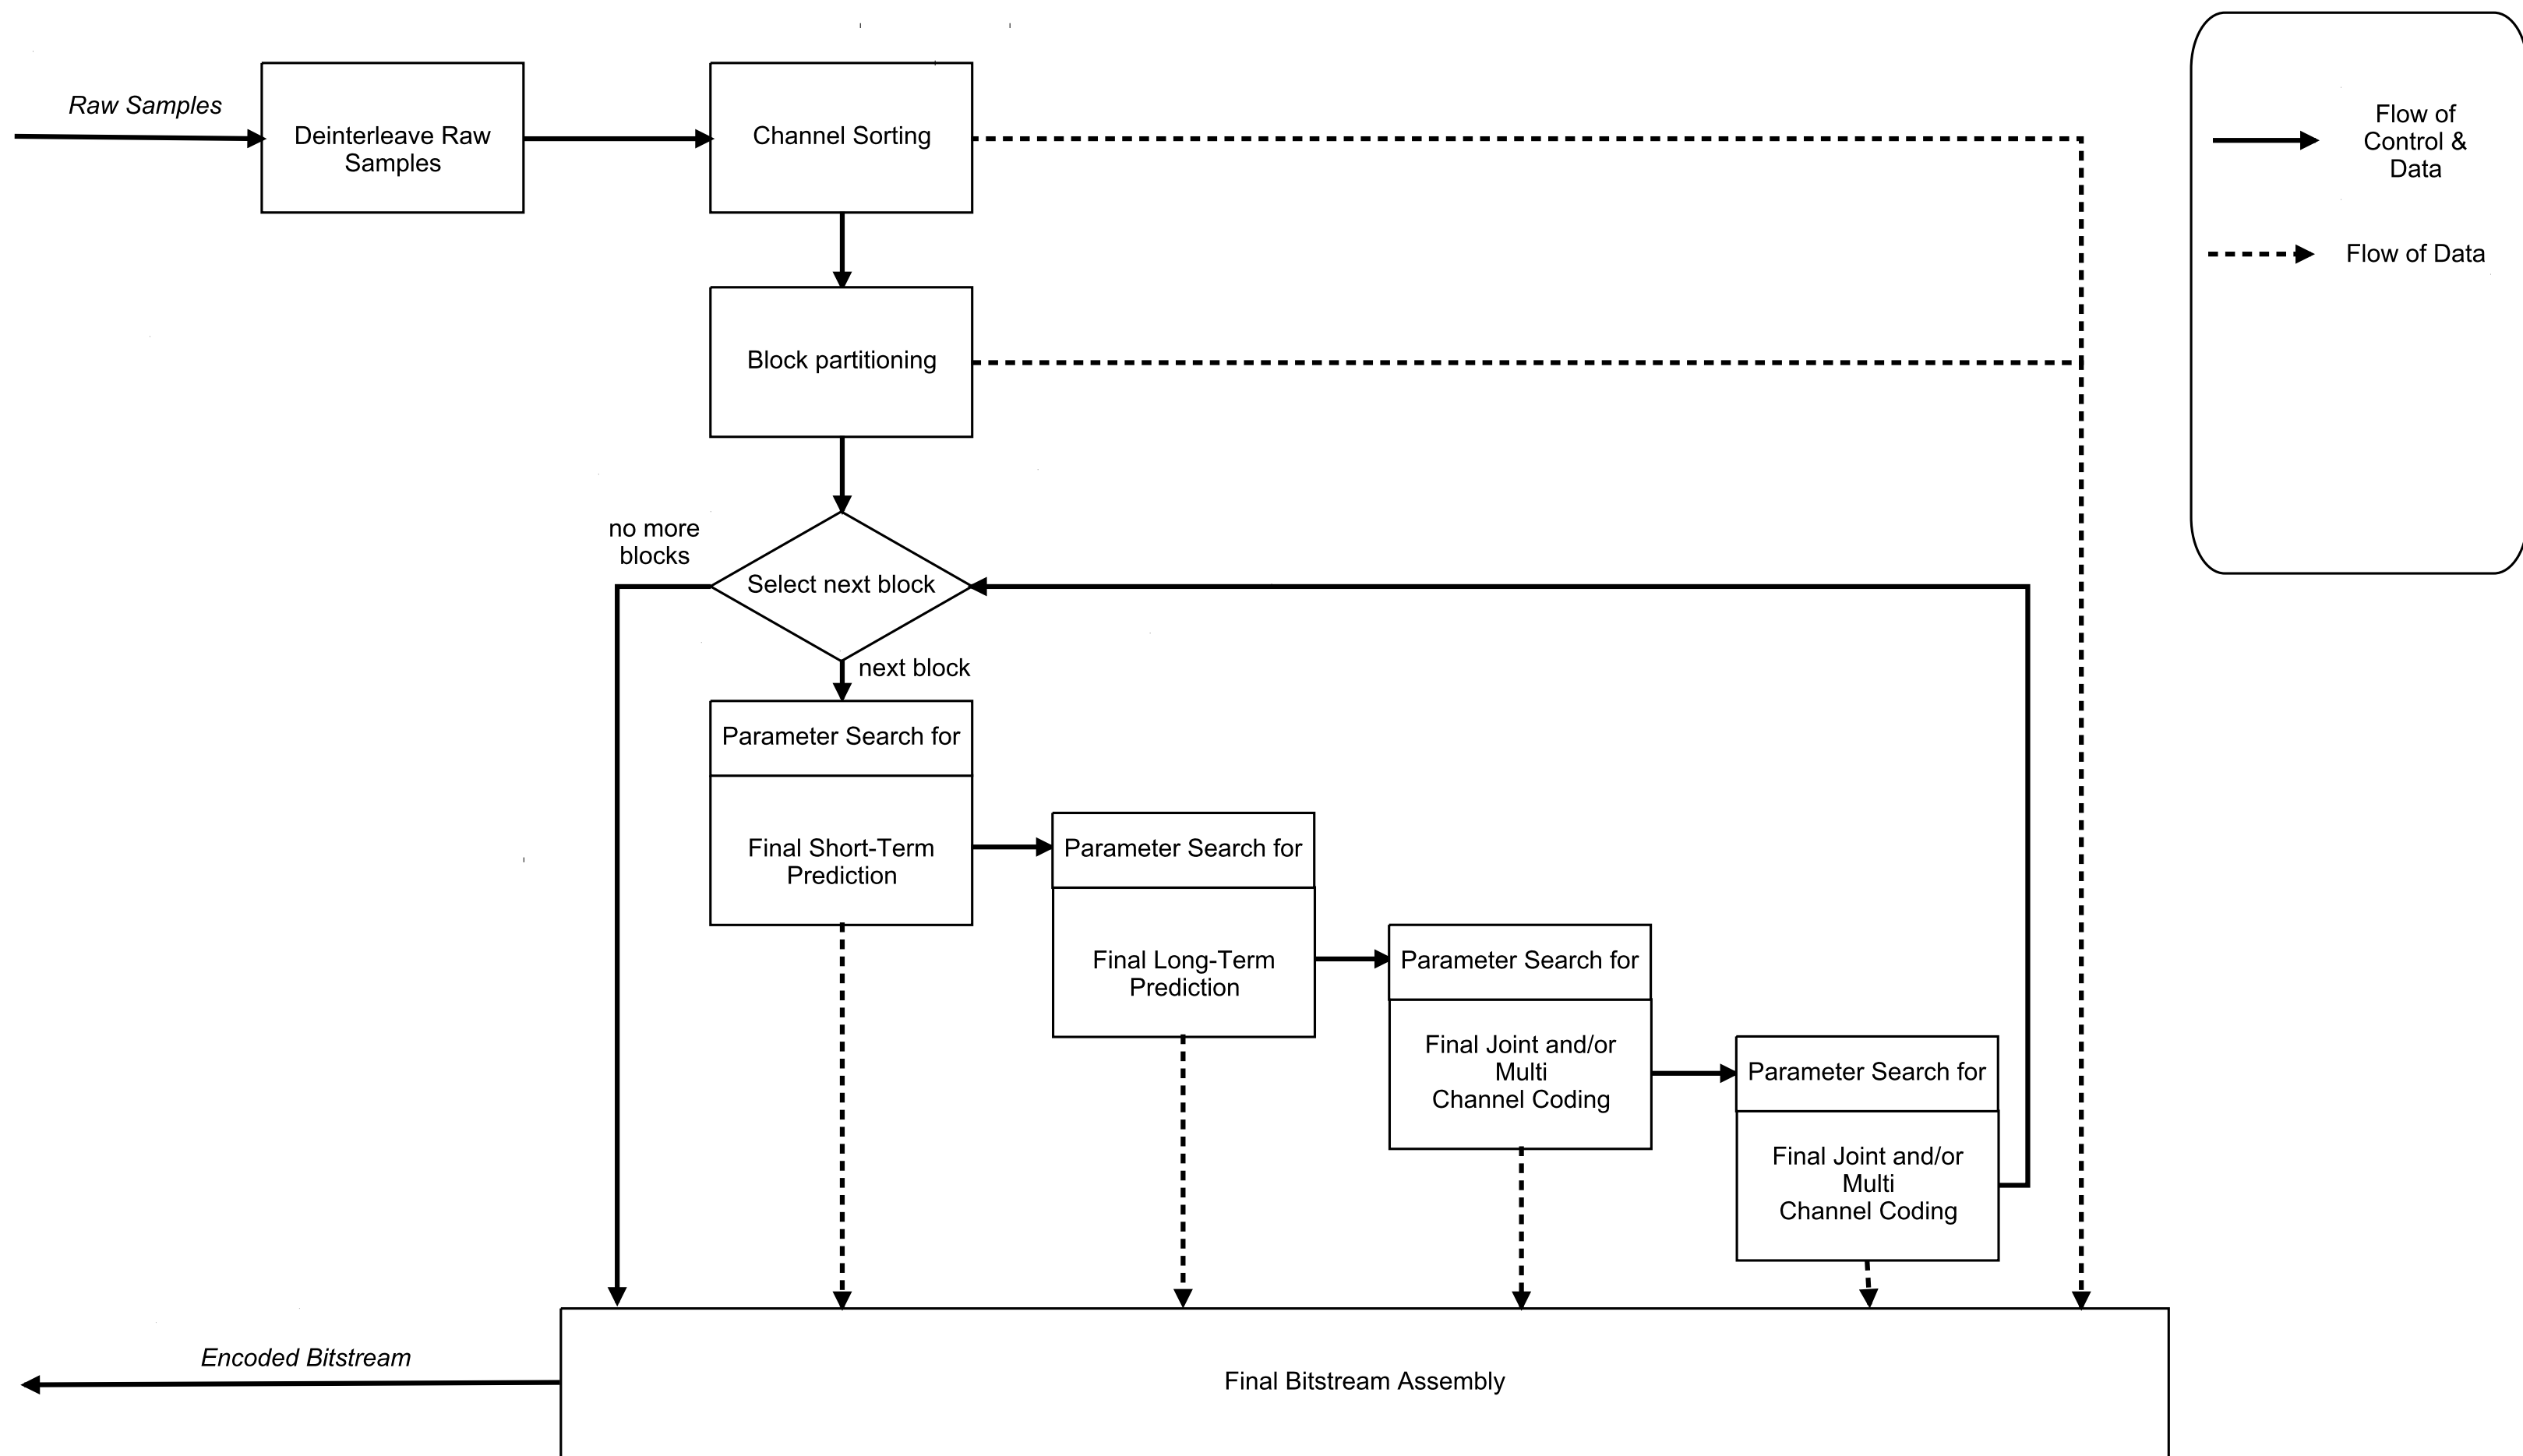 Raw Samples
Deinterleave Raw
Samples
Channel Sorting
Flow of
Control &
Data
Flow of Data
Block partitioning
no more
blocks
Select next block
next block
Parameter Search for
Final Short-Term
Prediction
Parameter Search for
Final Long-Term
Prediction
Parameter Search for
Final Joint and/or
Multi
Channel Coding
Parameter Search for
Final Joint and/or
Multi
Channel Coding
Encoded Bitstream
Final Bitstream Assembly